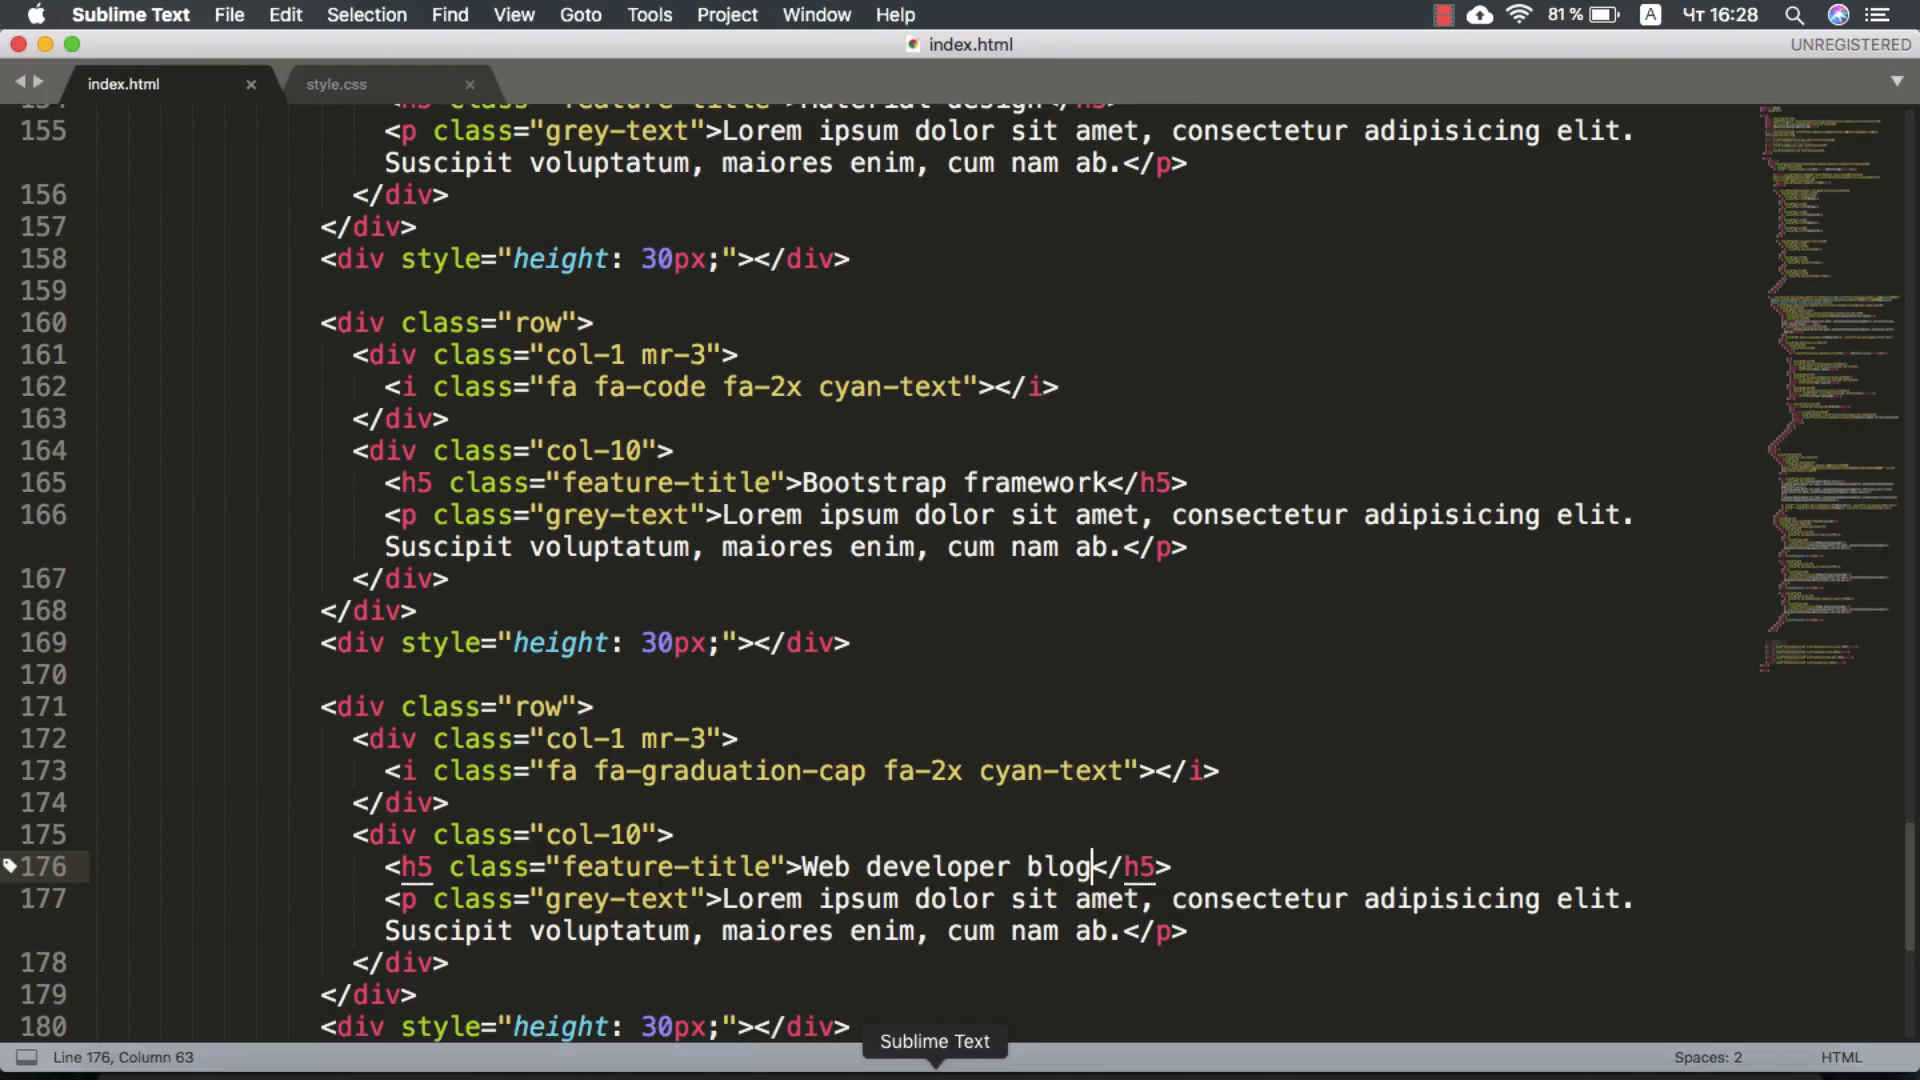 Sublime Text File Edit Selection Find View Goto Tools Project Window Help 81 % A Чт 16:28
index.html UNREGISTERED
index.html × style.css ×
154 <h5 class="feature-title">Material design</h5>
155 <p class="grey-text">Lorem ipsum dolor sit amet, consectetur adipisicing elit.
Suscipit voluptatum, maiores enim, cum nam ab.</p>
156 </div>
157 </div>
158 <div style="height: 30px;"></div>
159
160 <div class="row">
161 <div class="col-1 mr-3">
162 <i class="fa fa-code fa-2x cyan-text"></i>
163 </div>
164 <div class="col-10">
165 <h5 class="feature-title">Bootstrap framework</h5>
166 <p class="grey-text">Lorem ipsum dolor sit amet, consectetur adipisicing elit.
Suscipit voluptatum, maiores enim, cum nam ab.</p>
167 </div>
168 </div>
169 <div style="height: 30px;"></div>
170
171 <div class="row">
172 <div class="col-1 mr-3">
173 <i class="fa fa-graduation-cap fa-2x cyan-text"></i>
174 </div>
175 <div class="col-10">
176 <h5 class="feature-title">Web developer blog</h5>
177 <p class="grey-text">Lorem ipsum dolor sit amet, consectetur adipisicing elit.
Suscipit voluptatum, maiores enim, cum nam ab.</p>
178 </div>
179 </div>
180 <div style="height: 30px;"></div>
Sublime Text
Line 176, Column 63 Spaces: 2 HTML